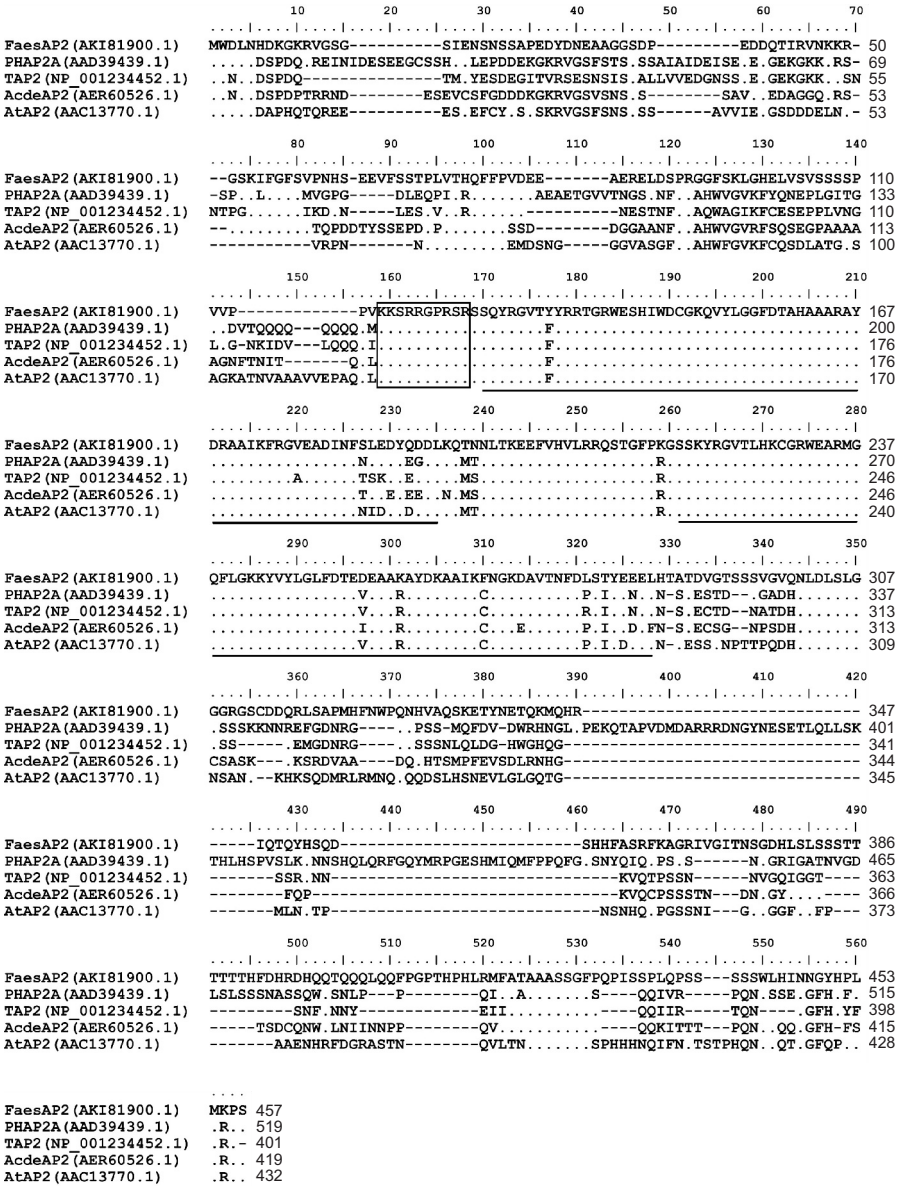 10 20 30 40 50 60 70
....|....|....|....|....|....|....|....|....|....|....|....|....|....|
FaesAP2(AKI81900.1) MWDLNHDKGKRVGSG----------SIENSNSSAPEDYDNEAAGGSDP---------EDDQTIRVNKKR- 50
PHAP2A(AAD39439.1) .....DSPDQ.REINIDESEEGCSSH..LEPDDEKGKRVGSFSTS.SSAIAIDEISE.E.GEKGKK.RS- 69
TAP2(NP_001234452.1) ..N..DSPDQ---------------TM.YESDEGITVRSESNSIS.ALLVVEDGNSS.E.GEKGKK..SN 55
AcdeAP2(AER60526.1) ..N..DSPDPTRRND--------ESEVCSFGDDDKGKRVGSVSNS.S-------SAV..EDAGGQ.RS- 53
AtAP2(AAC13770.1) .....DAPHQTQREE----------ES.EFCY.S.SKRVGSFSNS.SS------AVVIE.GSDDDELN.- 53
80 90 100 110 120 130 140
....|....|....|....|....|....|....|....|....|....|....|....|....|....|
FaesAP2(AKI81900.1) --GSKIFGFSVPNHS-EEVFSSTPLVTHQFFPVDEE------AERELDSPRGGFSKLGHELVSVSSSSP 110
PHAP2A(AAD39439.1) -SP..L....MVGPG----DLEQPI.R.......AEAETGVVTNGS.NF..AHWVGVKFYQNEPLGITG 133
TAP2(NP_001234452.1) NTPG......IKD.N-----LES.V..R.......----------NESTNF..AQWAGIKFCESEPPLVNG 110
AcdeAP2(AER60526.1) --.........TQPDDTYSSEPD.P.......SSD------DGGAANF..AHWVGVRFSQSEGPAAAA 113
AtAP2(AAC13770.1) -----------VRPN-------N.........EMDSNG-----GGVASGF..AHWFGVKFCQSDLATG.S 100
150 160 170 180 190 200 210
....|....|....|....|....|....|....|....|....|....|....|....|....|....|
FaesAP2(AKI81900.1) VVP-------------PVKKSRRGPRSRSSQYRGVTYYRRTGRWESHIWDCGKQVYLGGFDTAHAAARAY 167
PHAP2A(AAD39439.1) ..DVTQQQQ---QQQQ.M..................F................................. 200
TAP2(NP_001234452.1) L.G-NKIDV---LQQQ.I..................F................................. 176
AcdeAP2(AER60526.1) AGNFTNIT-------Q.L..................F................................. 176
AtAP2(AAC13770.1) AGKATNVAAAVVEPAQ.L..................F................................. 170
220 230 240 250 260 270 280
....|....|....|....|....|....|....|....|....|....|....|....|....|....|
FaesAP2(AKI81900.1) DRAAIKFRGVEADINFSLEDYQDDLKQTNNLTKEEFVHVLRRQSTGFPKGSSKYRGVTLHKCGRWEARMG 237
PHAP2A(AAD39439.1) ................N....EG....MT...................R..................... 270
TAP2(NP_001234452.1) .........A......TSK..E.....MS...................R..................... 246
AcdeAP2(AER60526.1) ................T..E.EE..N.MS...................R..................... 246
AtAP2(AAC13770.1) ................NID..D.....MT...................R..................... 240
290 300 310 320 330 340 350
....|....|....|....|....|....|....|....|....|....|....|....|....|....|
FaesAP2(AKI81900.1) QFLGKKYVYLGLFDTEDEAAKAYDKAAIKFNGKDAVTNFDLSTYEEELHTATDVGTSSSVGVQNLDLSLG 307
PHAP2A(AAD39439.1) ................V...R........C..........P.I..N..N-S.ESTD--.GADH....... 337
TAP2(NP_001234452.1) ................V...R........C..........P.I..N..N-S.ECTD--NATDH....... 313
AcdeAP2(AER60526.1) ................I...R........C...E......P.I..D.FN-S.ECSG--NPSDH....... 313
AtAP2(AAC13770.1) ................V...R........C..........P.I.D...N-.ESS.NPTTPQDH....... 309
360 370 380 390 400 410 420
....|....|....|....|....|....|....|....|....|....|....|....|....|....|
FaesAP2(AKI81900.1) GGRGSCDDQRLSAPMHFNWPQNHVAQSKETYNETQKMQHR------------------------------ 347
PHAP2A(AAD39439.1) .SSSKKNNREFGDNRG----.PSS-MQFDV-DWRHNGL.PEKQTAPVDMDARRRDNGYNESETLQLLSK 401
TAP2(NP_001234452.1) .SS------.EMGDNRG----.SSSNLQLDG-HWGHQG-------------------------------- 341
AcdeAP2(AER60526.1) CSASK----.KSRDVAA----DQ.HTSMPFEVSDLRNHG------------------------------- 344
AtAP2(AAC13770.1) NSAN.--KHKSQDMRLRMNQ.QQDSLHSNEVLGLGQTG-------------------------------- 345
430 440 450 460 470 480 490
....|....|....|....|....|....|....|....|....|....|....|....|....|....|
FaesAP2(AKI81900.1) -----IQTQYHSQD--------------------------SHHFASRFKAGRIVGITNSGDHLSLSSSTT 386
PHAP2A(AAD39439.1) THLHSPVSLK.NNSHQLQRFGQYMRPGESHMIQMFPPQFG.SNYQIQ.PS.S----N.GRIGATNVGD 465
TAP2(NP_001234452.1) -------SSR.NN-------------------------------KVQTPSSN---NVGQIGGT..---- 363
AcdeAP2(AER60526.1) --------FQP---------------------------------KVQCPSSSTN---DN.GY....---- 366
AtAP2(AAC13770.1) -------MLN.TP-----------------------------NSNHQ.PGSSNI---G..GGF..FP--- 373
500 510 520 530 540 550 560
....|....|....|....|....|....|....|....|....|....|....|....|....|....|
FaesAP2(AKI81900.1) TTTTHFDHRDHQQTQQQLQQFPGPTHPHLRMFATAAASSGFPQPISSPLQPSS---SSSWLHINNGYHPL 453
PHAP2A(AAD39439.1) LSLSSSNASSQW.SNLP--.P--------QI..A.......S----QQIVR----.PQN.SSE.GFH.F. 515
TAP2(NP_001234452.1) ---------SNF.NNY-------------EII..........----QQIIR----.TQN----.GFH.YF 398
AcdeAP2(AER60526.1) -----TSDCQNW.LNIINNPP--------QV...........----QQKITTT--.PQN..QQ.GFH-FS 415
AtAP2(AAC13770.1) -------AAENHRFDGRASTN--------QVLTN.......SPHHHNQIFN.TSTPHQN..QT.GFQP.. 428
....
FaesAP2(AKI81900.1) MKPS 457
PHAP2A(AAD39439.1) .R.. 519
TAP2(NP_001234452.1) .R.- 401
AcdeAP2(AER60526.1) .R.. 419
AtAP2(AAC13770.1) .R.. 432